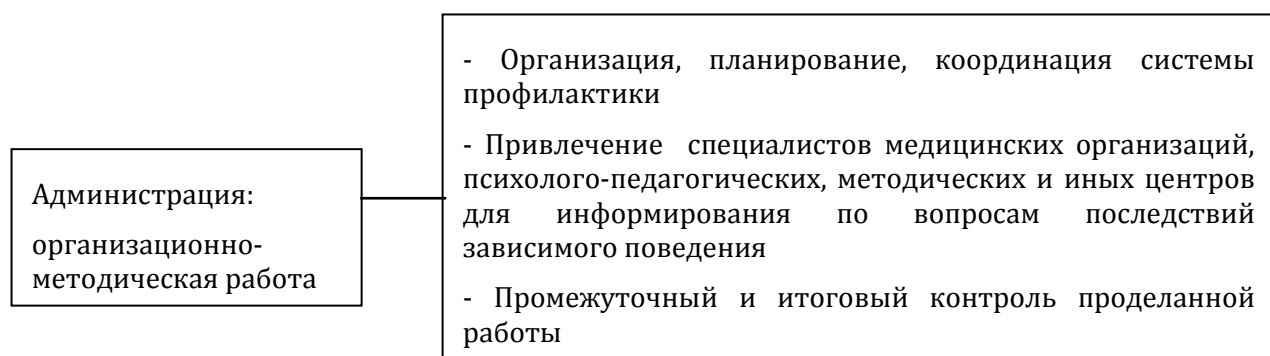 Администрация:
организационно-
методическая работа
- Организация, планирование, координация системы
профилактики
- Привлечение специалистов медицинских организаций,
психолого-педагогических, методических и иных центров
для информирования по вопросам последствий
зависимого поведения
- Промежуточный и итоговый контроль проделанной
работы